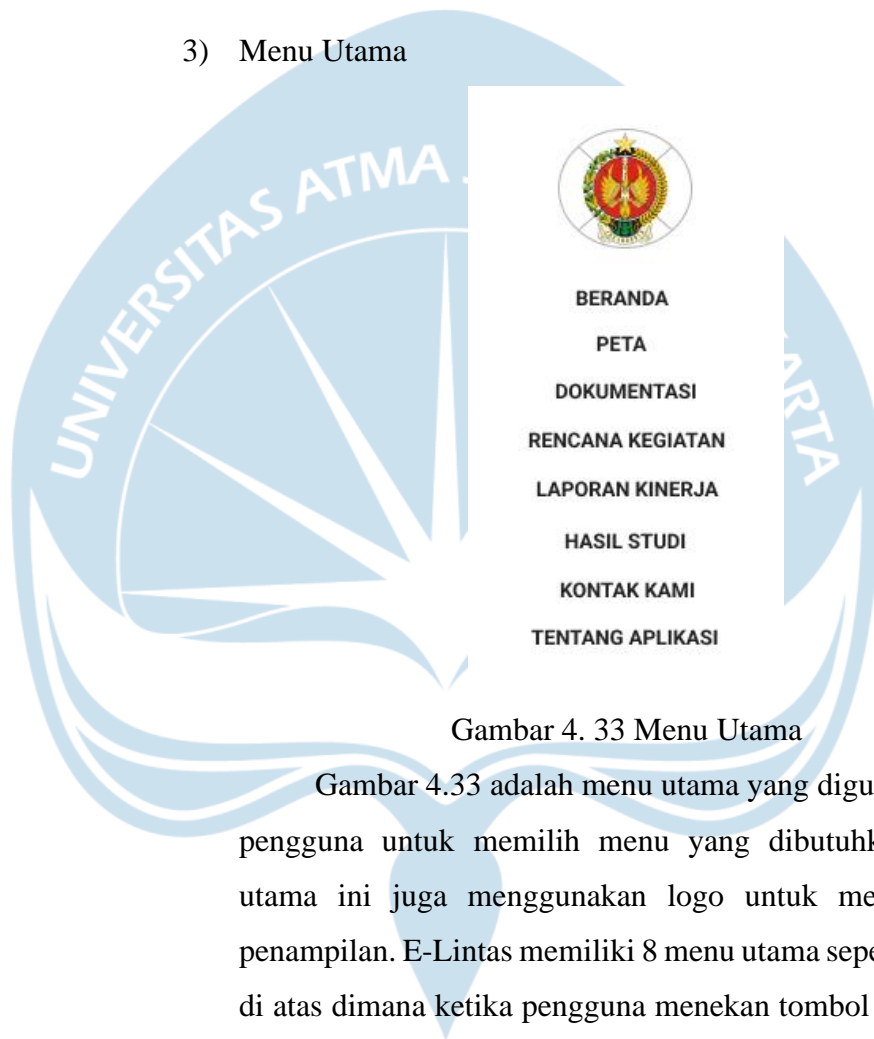 3) Menu Utama
UNIVERSITAS ATMA
BERANDA
PETA
DOKUMENTASI
RENCANA KEGIATAN
LAPORAN KINERJA
HASIL STUDI
KONTAK KAMI
TENTANG APLIKASI
Gambar 4. 33 Menu Utama
Gambar 4.33 adalah menu utama yang digu
pengguna untuk memilih menu yang dibutuhk
utama ini juga menggunakan logo untuk me
penampilan. E-Lintas memiliki 8 menu utama sepe
di atas dimana ketika pengguna menekan tombol